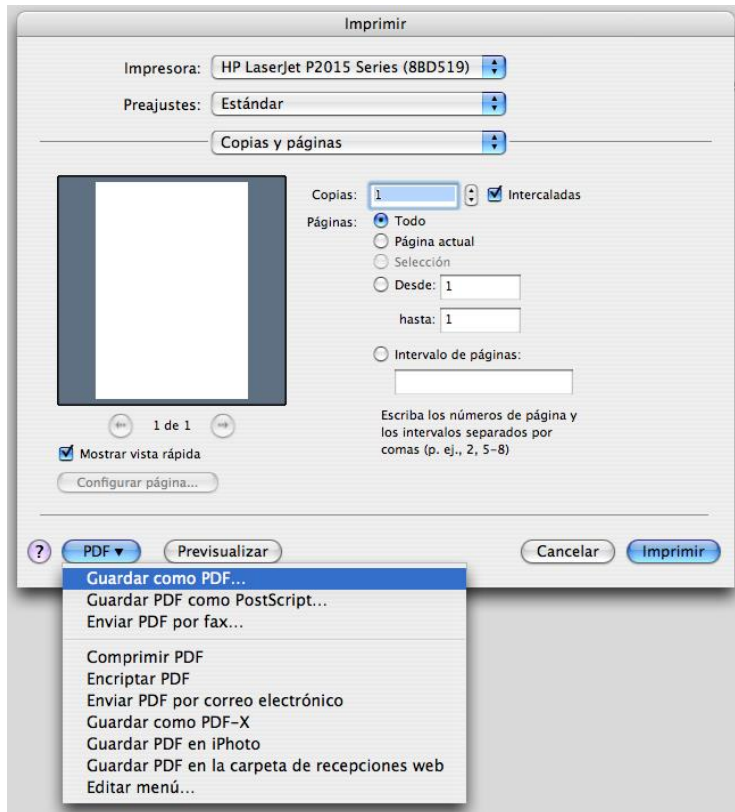 Imprimir
Impresora: HP LaserJet P2015 Series (8BD519)
Preajustes: Estándar
Copias y páginas
Copias: 1 Intercaladas
Páginas: Todo
Página actual
Selección
Desde: 1
hasta: 1
Intervalo de páginas:
Escriba los números de página y
los intervalos separados por
comas (p. ej., 2, 5-8)
1 de 1
Mostrar vista rápida
Configurar página...
? PDF Previsualizar Cancelar Imprimir
Guardar como PDF...
Guardar PDF como PostScript...
Enviar PDF por fax...
Comprimir PDF
Encriptar PDF
Enviar PDF por correo electrónico
Guardar como PDF-X
Guardar PDF en iPhoto
Guardar PDF en la carpeta de recepciones web
Editar menú...